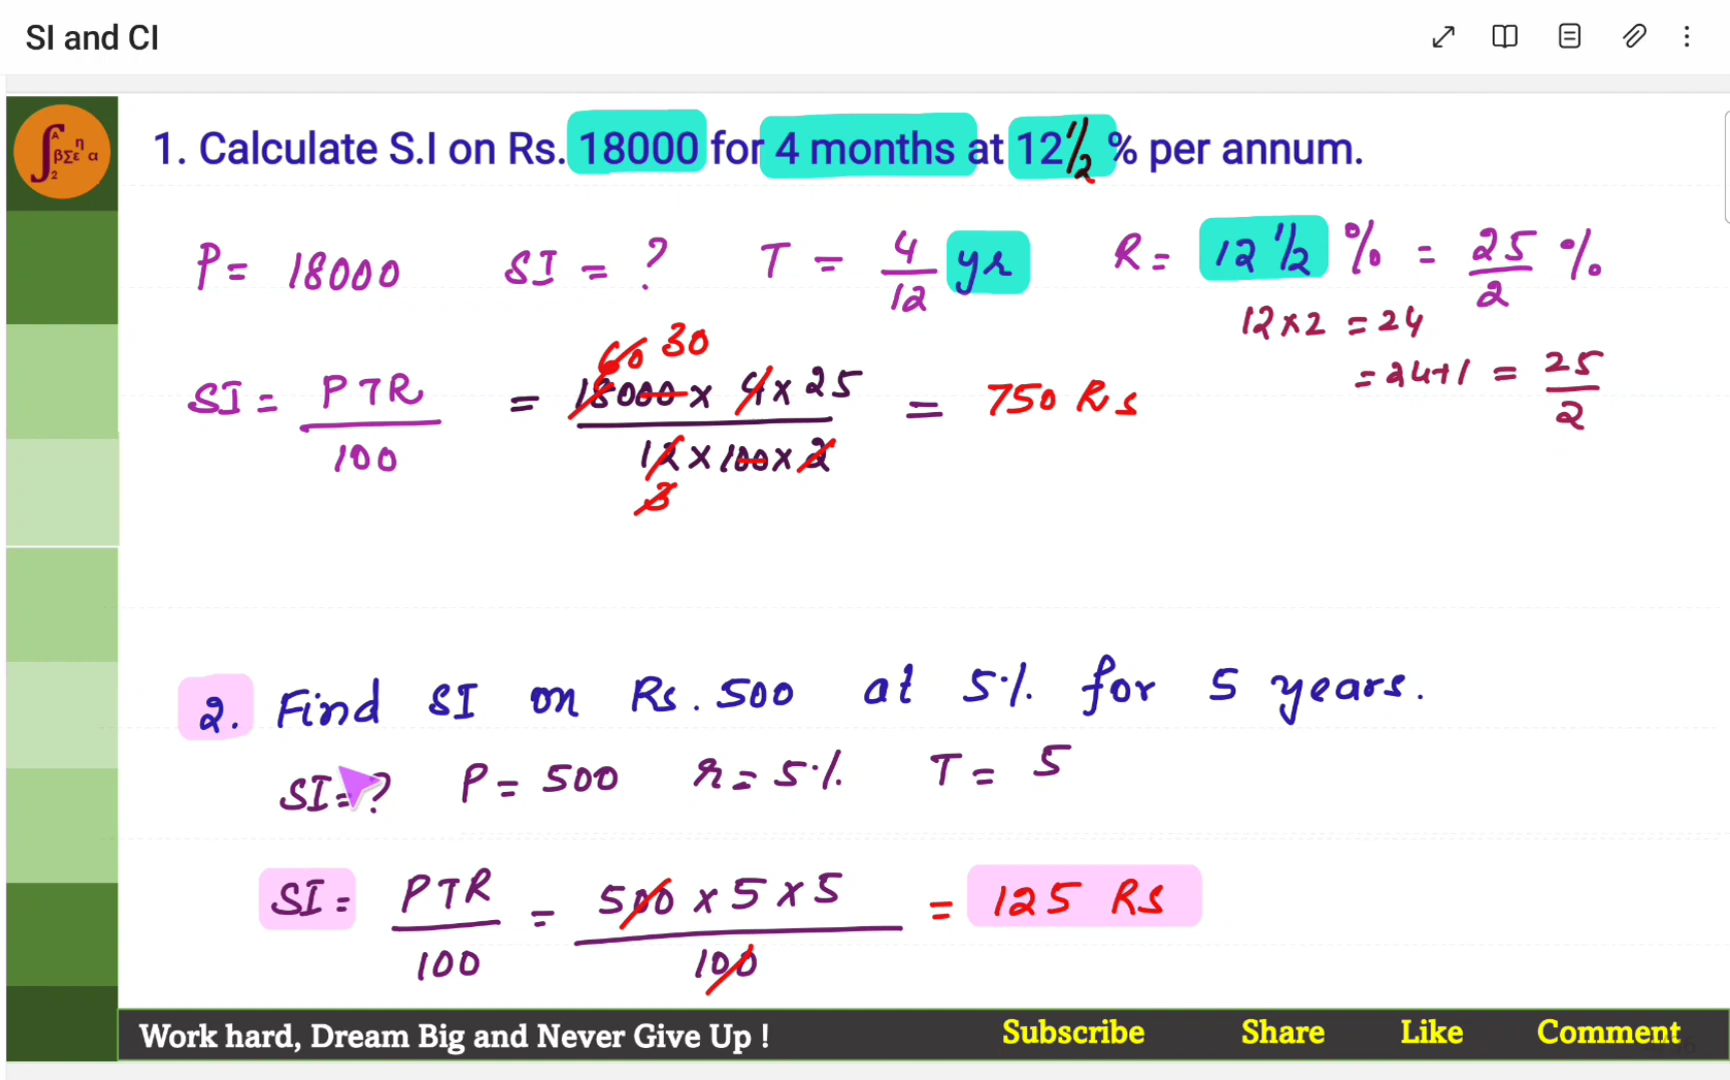 SI and CI
1. Calculate S.I on Rs. 18000 for 4 months at 12 1/2 % per annum.
P = 18000 SI = ? T = 4/12 yr R = 12 1/2 % = 25/2 %
12 x 2 = 24
= 24+1 = 25/2
60 30
SI = PTR/100 = 18000 x 4 x 25 / 12 x 100 x 2 = 750 Rs
3
2. Find SI on Rs. 500 at 5% for 5 years.
SI = ? P = 500 r = 5% T = 5
SI = PTR/100 = 500 x 5 x 5 / 100 = 125 Rs
Work hard, Dream Big and Never Give Up ! Subscribe Share Like Comment